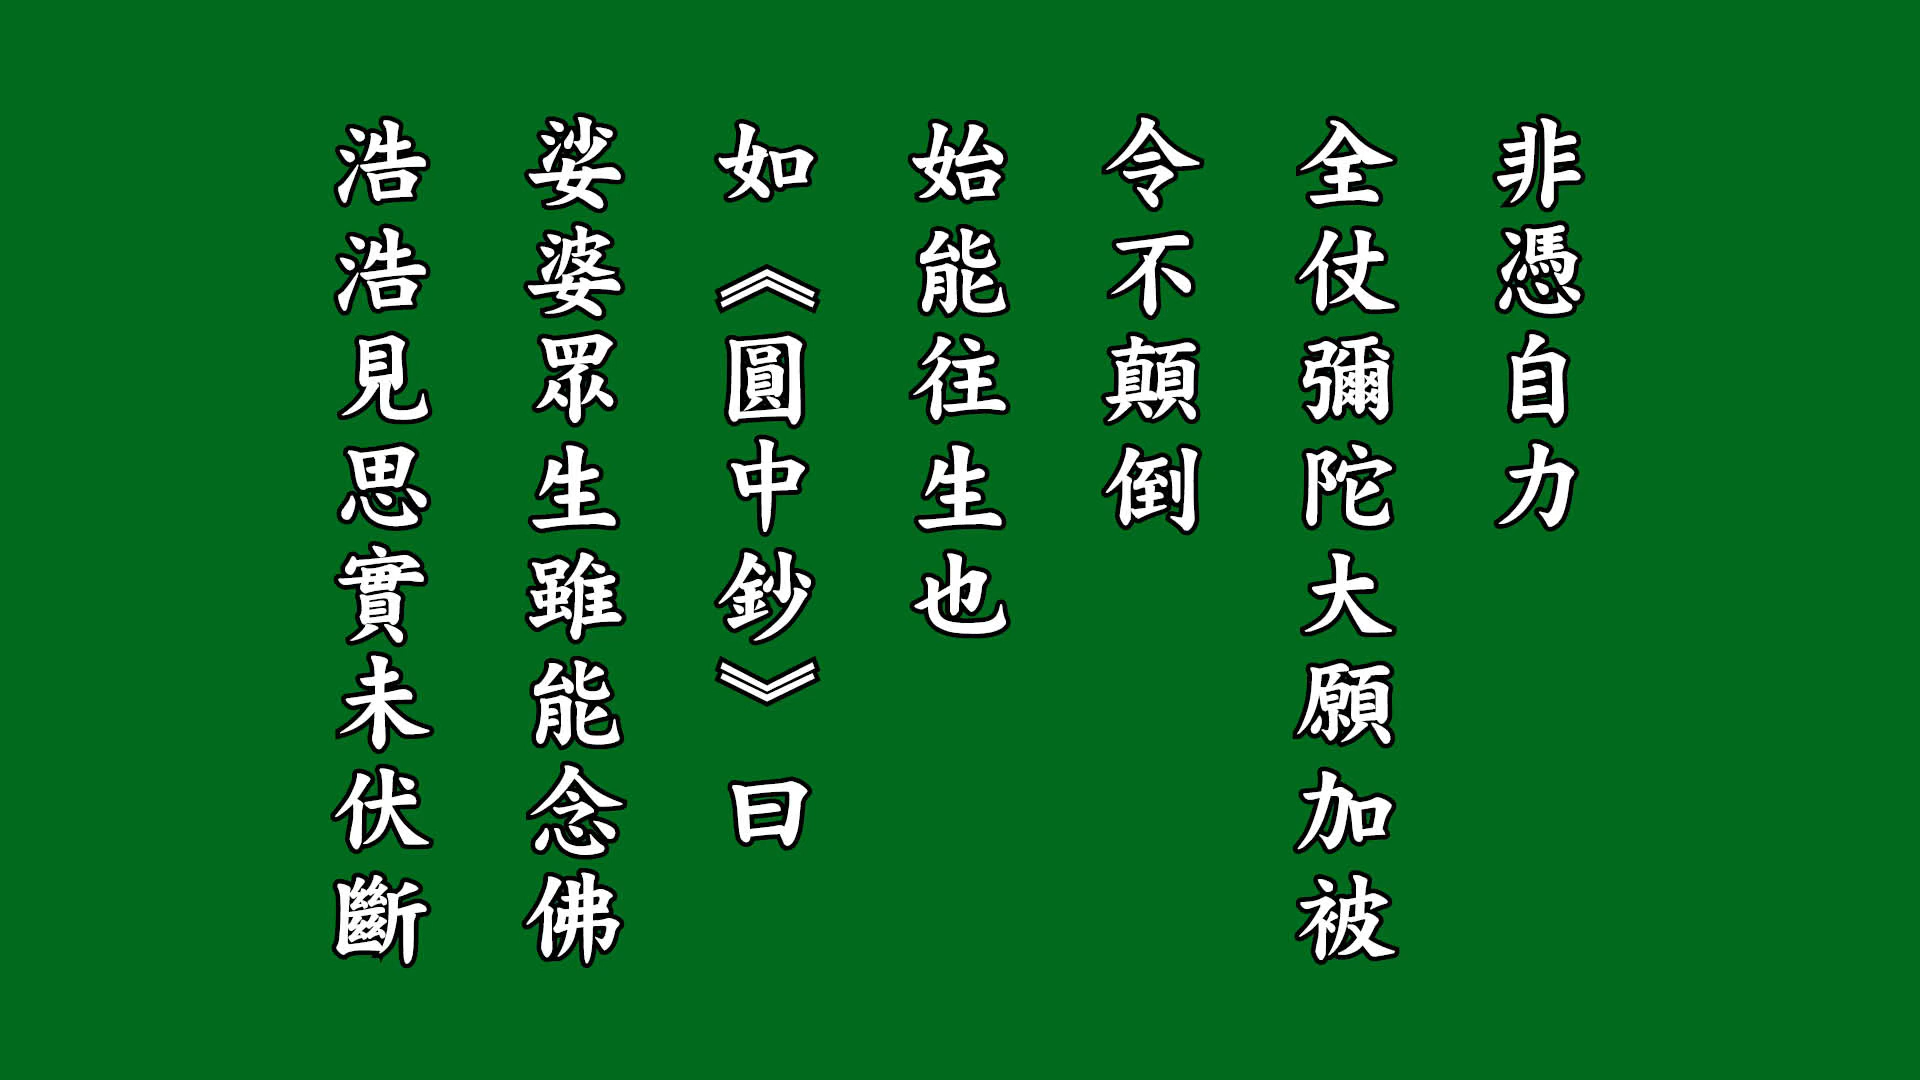 非憑自力
全仗彌陀大願加被
令不顛倒
始能往生也
如《圓中鈔》曰
娑婆眾生雖能念佛
浩浩見思實未伏斷